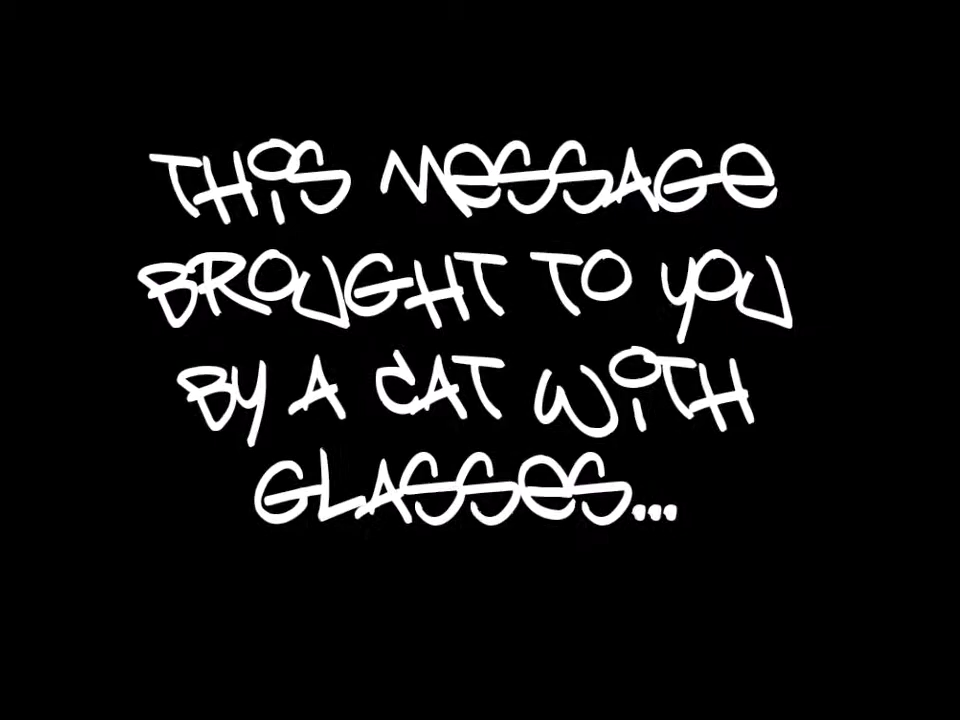 THiS MeSSAGe
BROUGHT TO YOU
BY A CAT WiTH
GLASSeS...